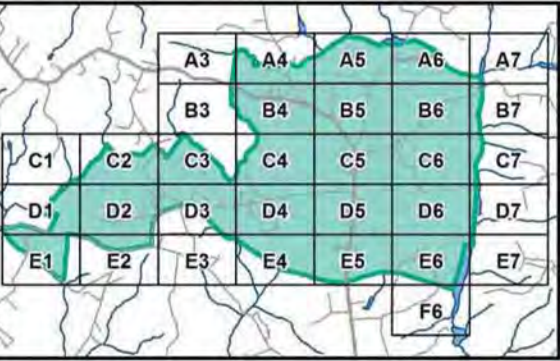 A3 A4 A5 A6 A7
B3 B4 B5 B6 B7
C1 C2 C3 C4 C5 C6 C7
D1 D2 D3 D4 D5 D6 D7
E1 E2 E3 E4 E5 E6 E7
F6